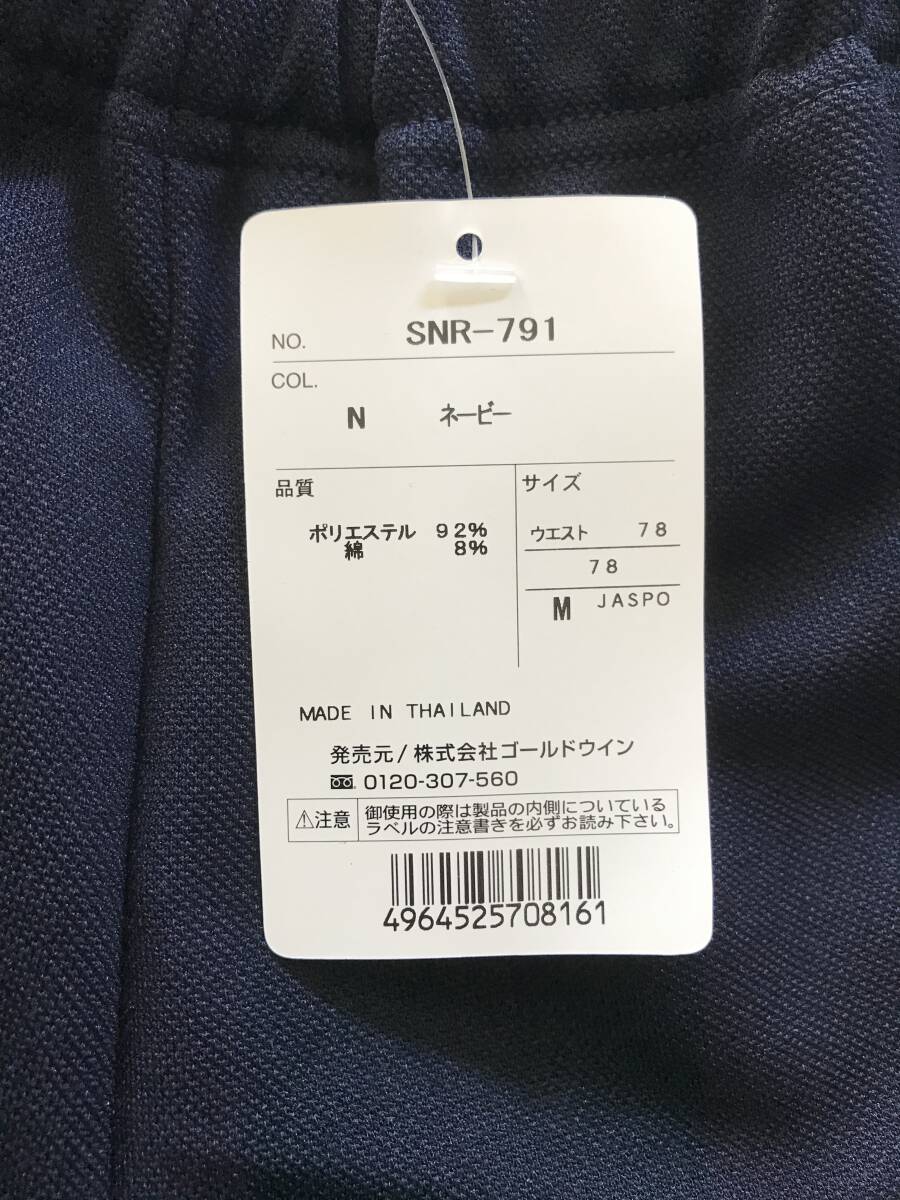 NO. SNR-791
COL.
N ネービー
品質
ポリエステル 92%
綿 8%
サイズ
ウエスト 78
78
M JASPO
MADE IN THAILAND
発売元/株式会社ゴールドウイン
0120-307-560
⚠注意
御使用の際は製品の内側についている
ラベルの注意書きを必ずお読み下さい。
4964525708161